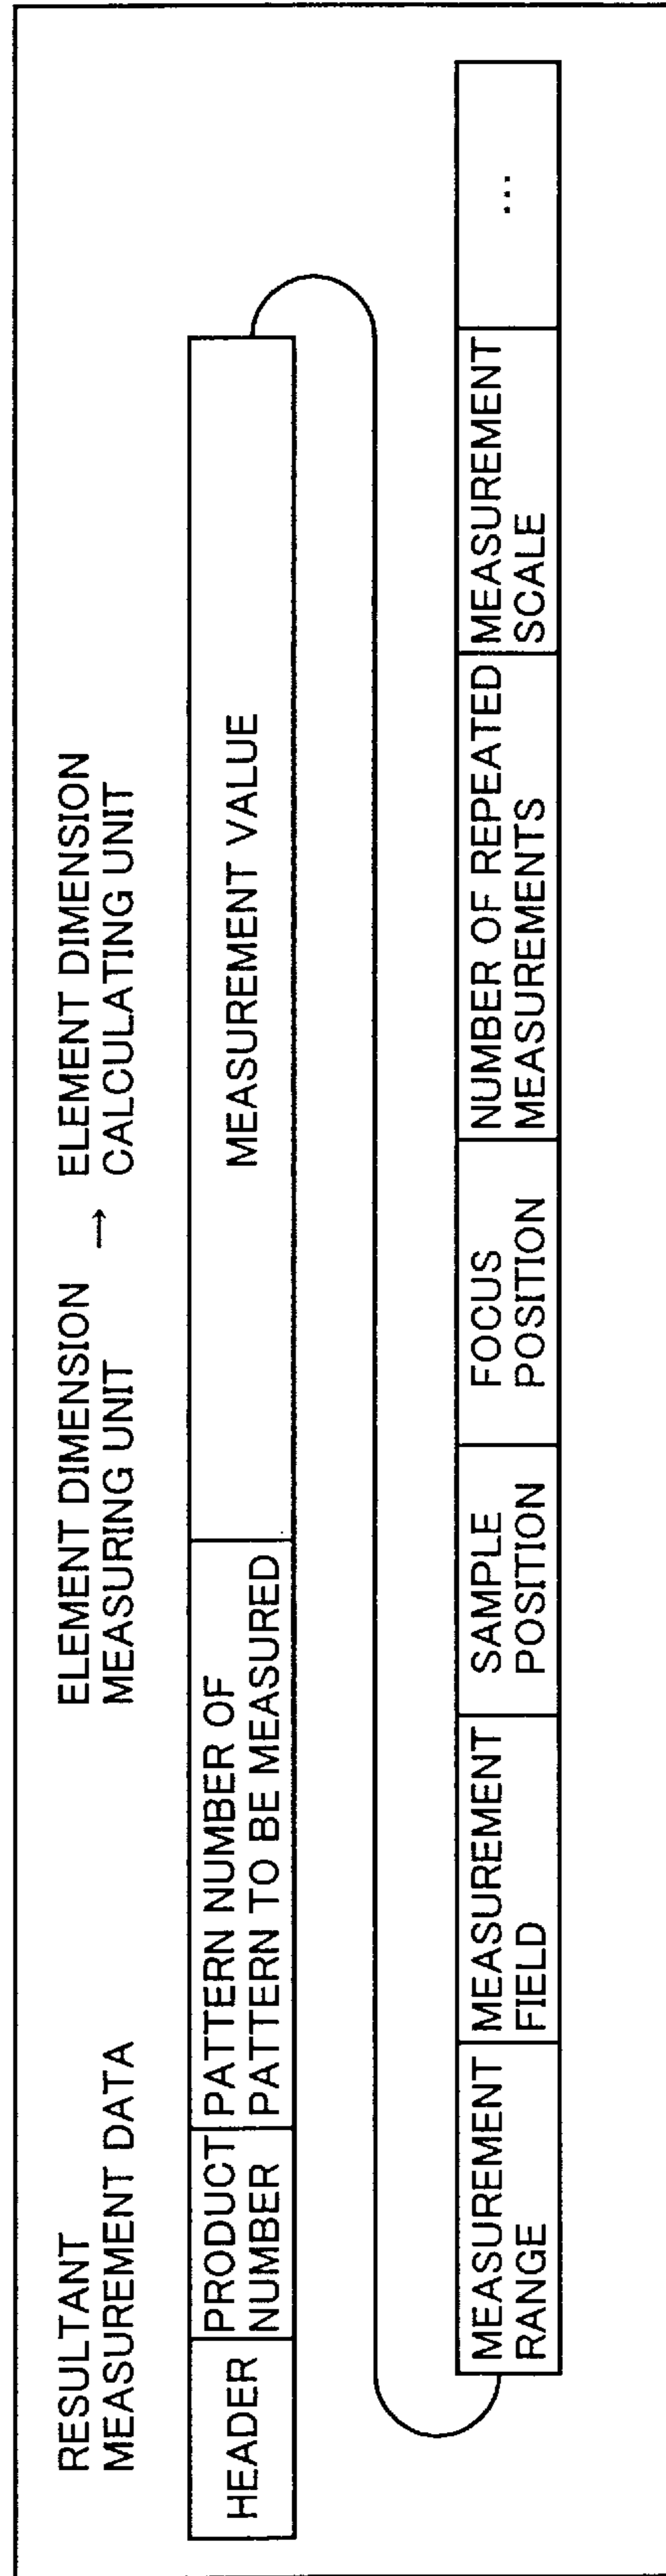 RESULTANT
MEASUREMENT DATA
ELEMENT DIMENSION
MEASURING UNIT
→
ELEMENT DIMENSION
CALCULATING UNIT
HEADER
PRODUCT
NUMBER
PATTERN NUMBER OF
PATTERN TO BE MEASURED
MEASUREMENT VALUE
MEASUREMENT
RANGE
MEASUREMENT
FIELD
SAMPLE
POSITION
FOCUS
POSITION
NUMBER OF REPEATED
MEASUREMENTS
MEASUREMENT
SCALE
...